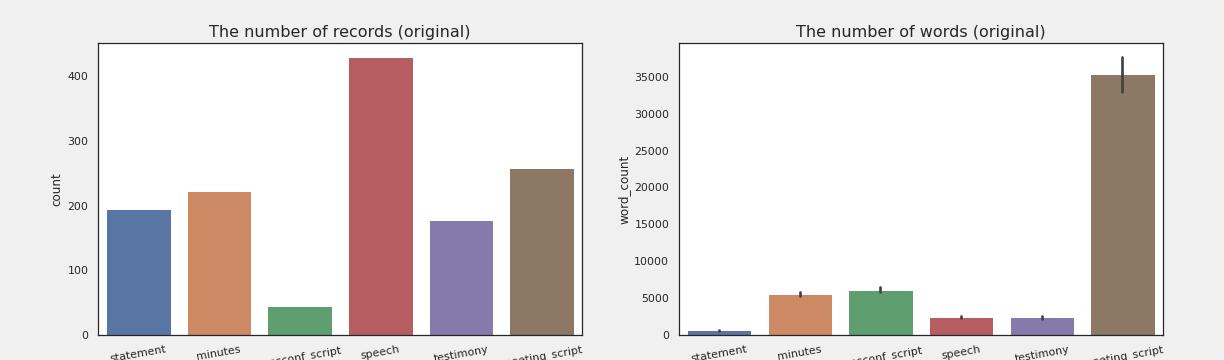 The number of records (original)
400
300
200
100
0
count
statement
minutes
speech
testimony
The number of words (original)
35000
30000
25000
20000
15000
10000
5000
0
word_count
statement
minutes
speech
testimony